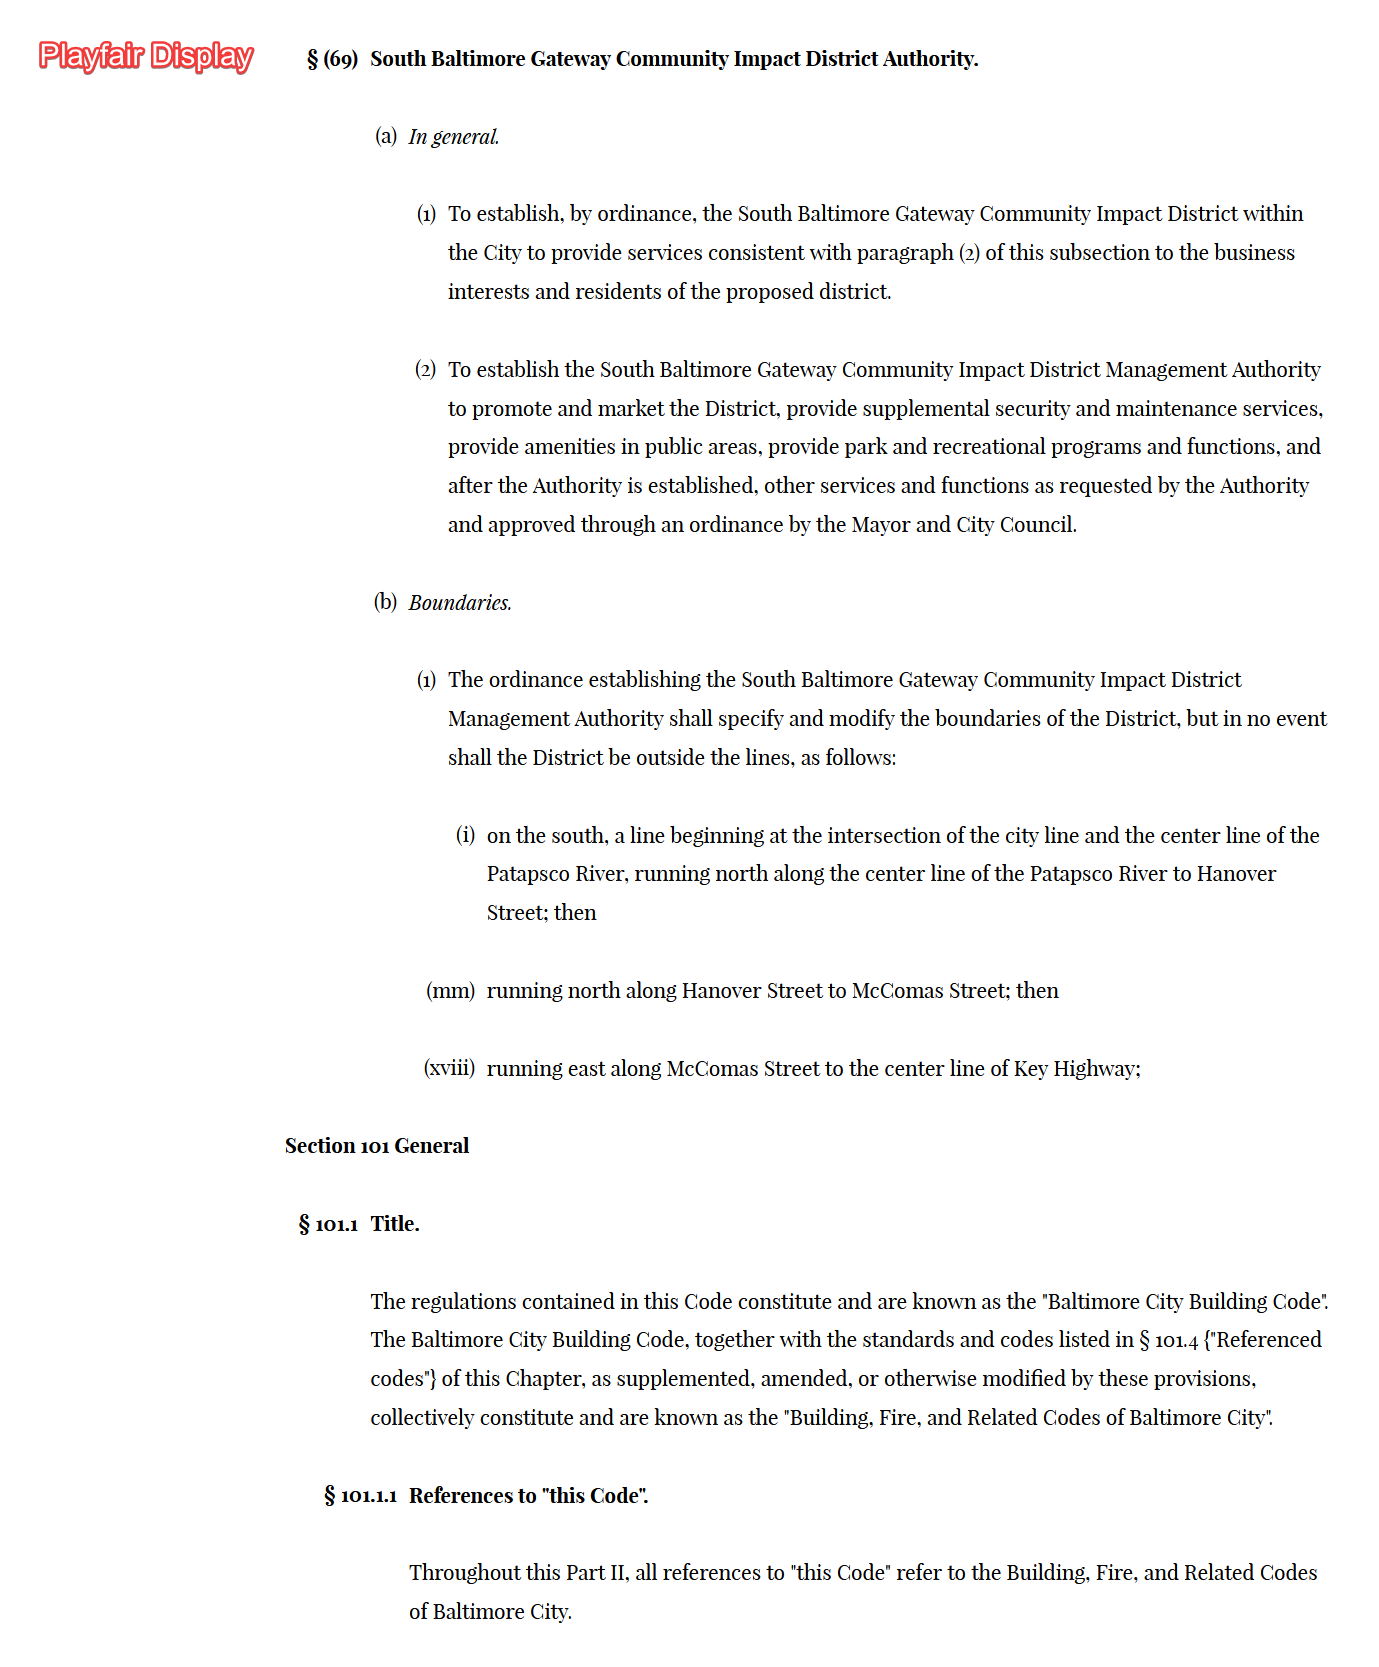 Playfair Display
§ (69) South Baltimore Gateway Community Impact District Authority.
(a) In general.
(1) To establish, by ordinance, the South Baltimore Gateway Community Impact District within
the City to provide services consistent with paragraph (2) of this subsection to the business
interests and residents of the proposed district.
(2) To establish the South Baltimore Gateway Community Impact District Management Authority
to promote and market the District, provide supplemental security and maintenance services,
provide amenities in public areas, provide park and recreational programs and functions, and
after the Authority is established, other services and functions as requested by the Authority
and approved through an ordinance by the Mayor and City Council.
(b) Boundaries.
(1) The ordinance establishing the South Baltimore Gateway Community Impact District
Management Authority shall specify and modify the boundaries of the District, but in no event
shall the District be outside the lines, as follows:
(i) on the south, a line beginning at the intersection of the city line and the center line of the
Patapsco River, running north along the center line of the Patapsco River to Hanover
Street; then
(mm) running north along Hanover Street to McComas Street; then
(xviii) running east along McComas Street to the center line of Key Highway;
Section 101 General
§ 101.1 Title.
The regulations contained in this Code constitute and are known as the "Baltimore City Building Code".
The Baltimore City Building Code, together with the standards and codes listed in § 101.4 {"Referenced
codes"} of this Chapter, as supplemented, amended, or otherwise modified by these provisions,
collectively constitute and are known as the "Building, Fire, and Related Codes of Baltimore City".
§ 101.1.1 References to "this Code".
Throughout this Part II, all references to "this Code" refer to the Building, Fire, and Related Codes
of Baltimore City.